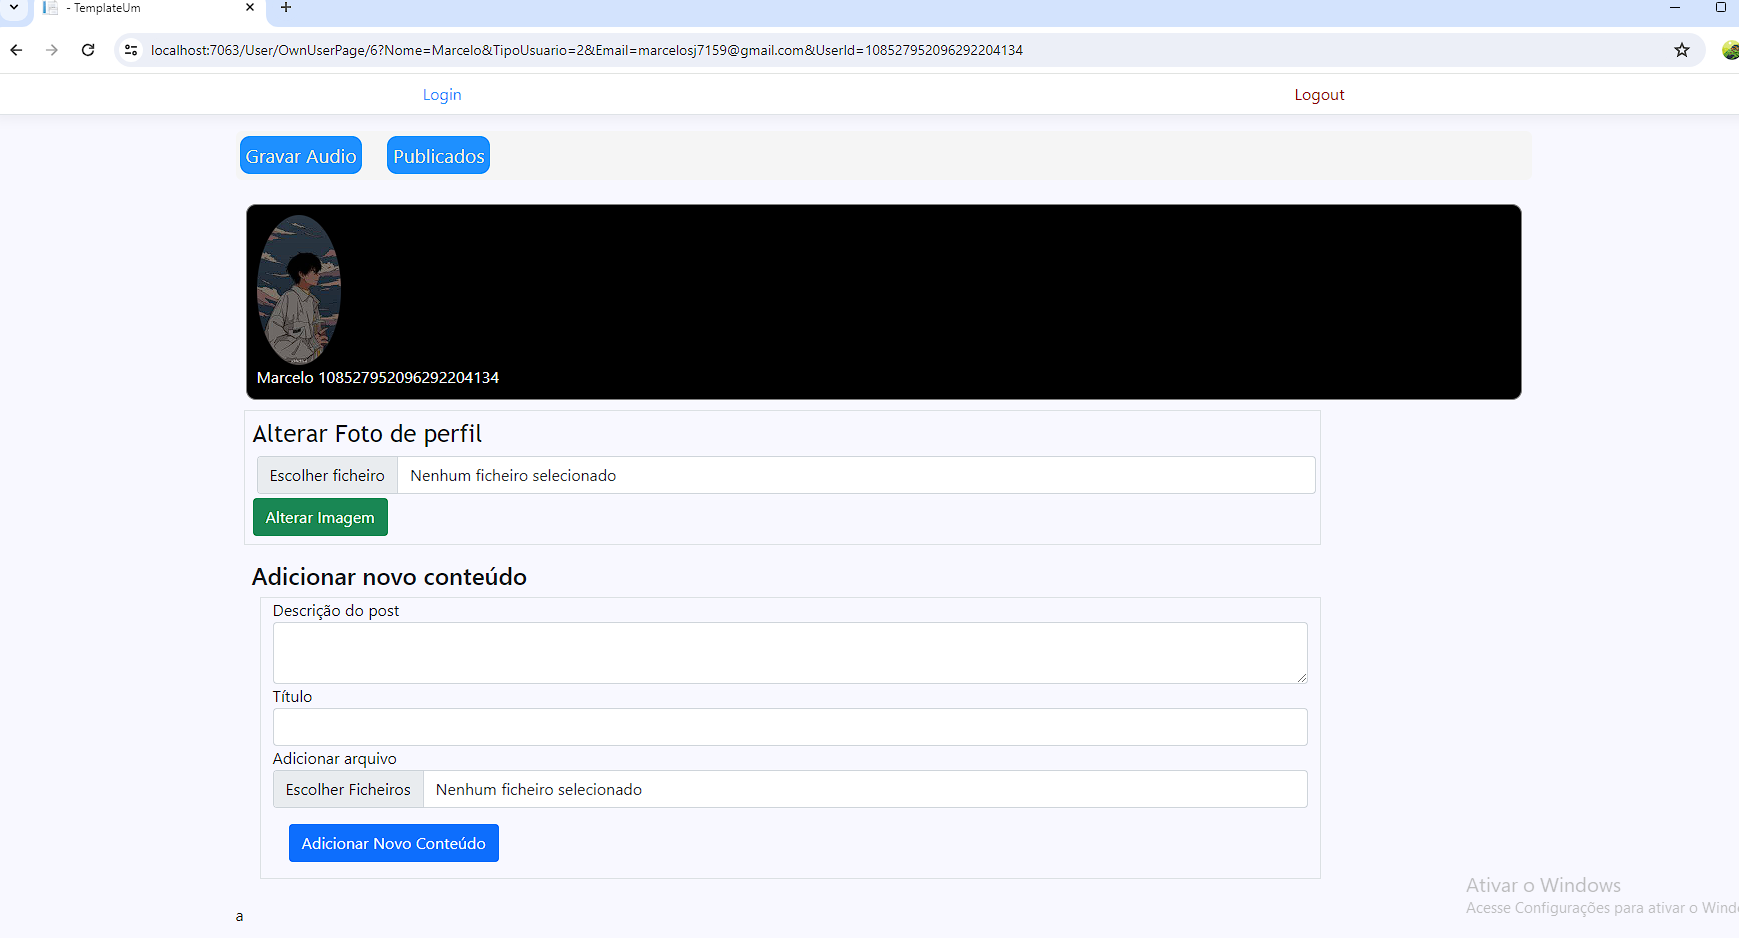 - TemplateUm
localhost:7063/User/OwnUserPage/6?Nome=Marcelo&TipoUsuario=2&Email=marcelosj7159@gmail.com&UserId=108527952096292204134
Login Logout
Gravar Audio Publicados
Marcelo 108527952096292204134
Alterar Foto de perfil
Escolher ficheiro Nenhum ficheiro selecionado
Alterar Imagem
Adicionar novo conteúdo
Descrição do post
Título
Adicionar arquivo
Escolher Ficheiros Nenhum ficheiro selecionado
Adicionar Novo Conteúdo
Ativar o Windows
Acesse Configurações para ativar o Wind
a